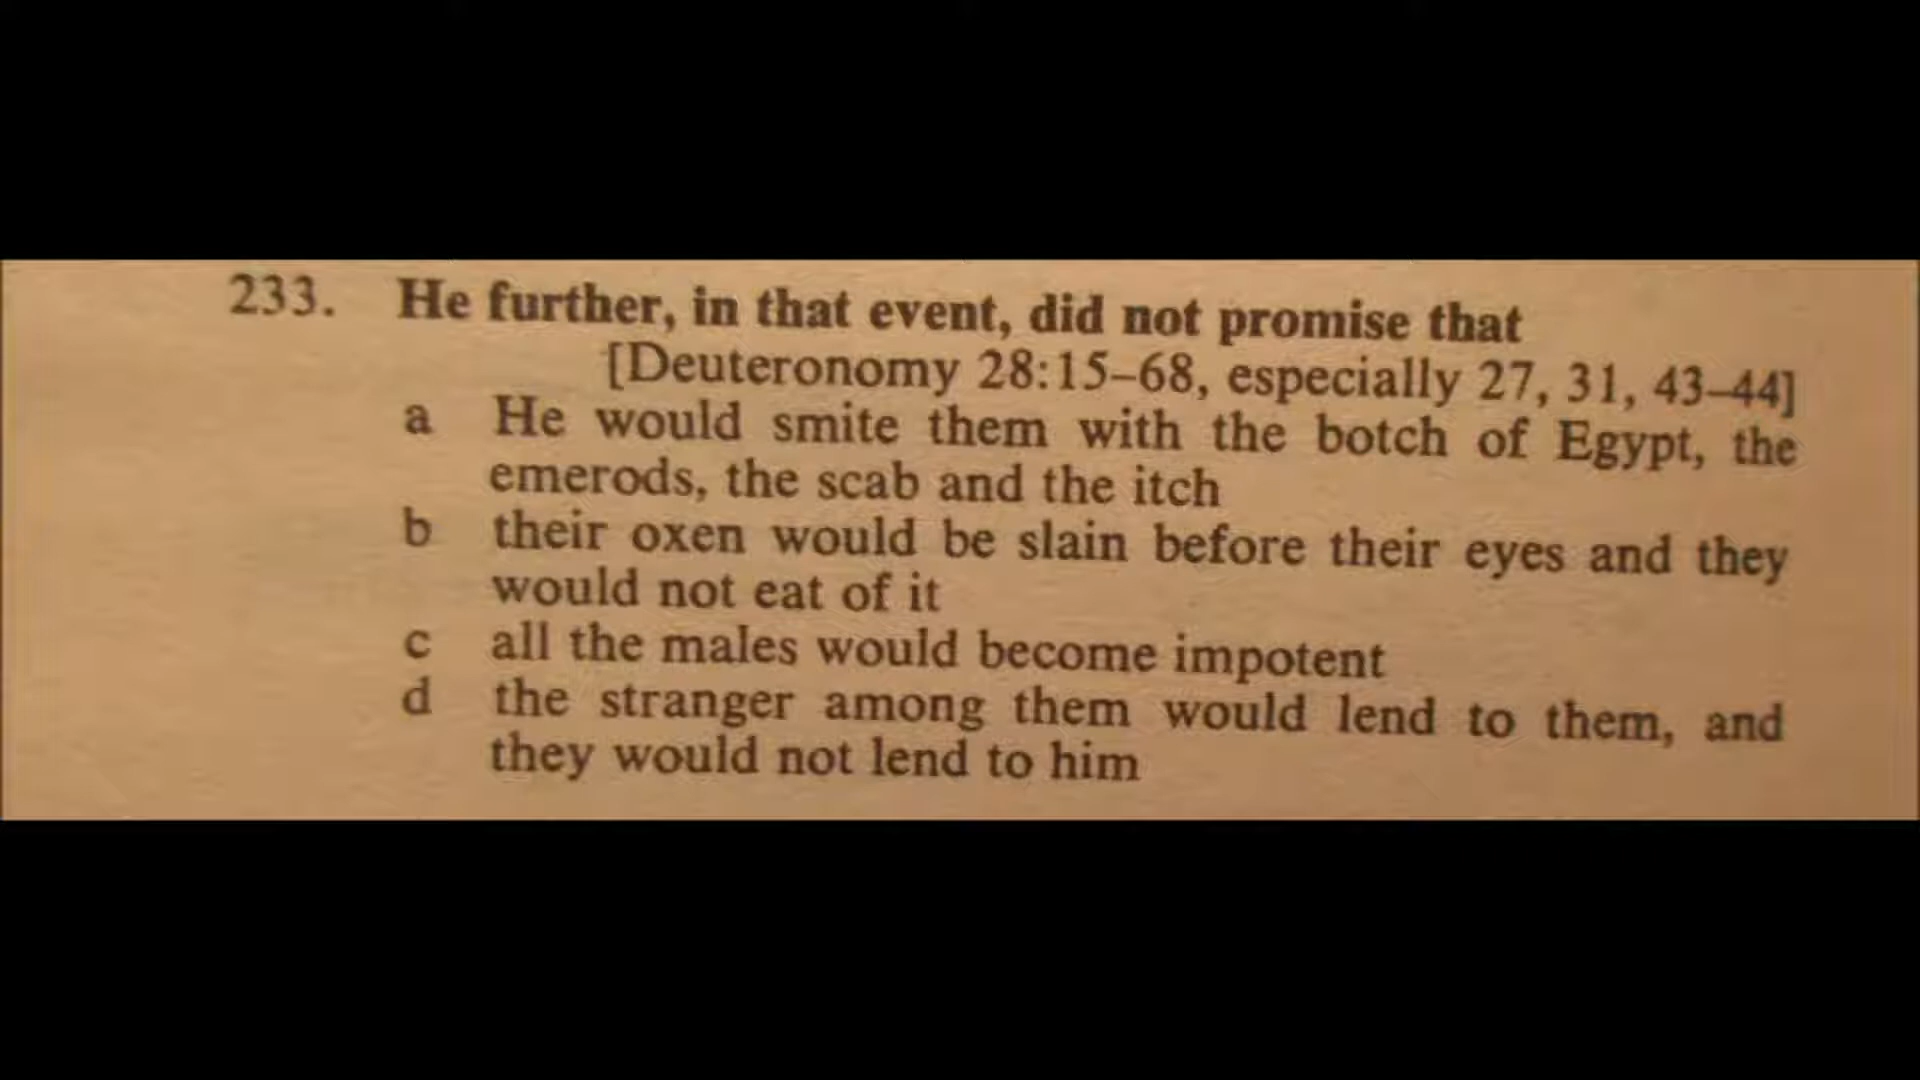 233. He further, in that event, did not promise that
[Deuteronomy 28:15–68, especially 27, 31, 43–44]
a He would smite them with the botch of Egypt, the
emerods, the scab and the itch
b their oxen would be slain before their eyes and they
would not eat of it
c all the males would become impotent
d the stranger among them would lend to them, and
they would not lend to him